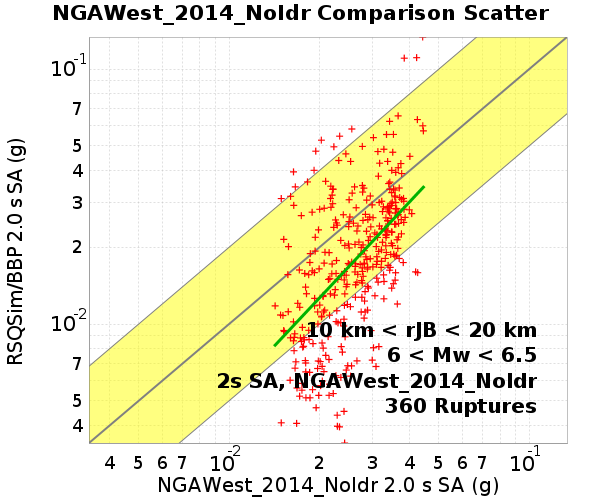 NGAWest_2014_NoIdr Comparison Scatter
RSQSim/BBP 2.0 s SA (g)
10⁻¹
7
5
4
3
2
10⁻²
7
5
4
10 km < rJB < 20 km
6 < Mw < 6.5
2s SA, NGAWest_2014_NoIdr
360 Ruptures
4 5 6 7 10⁻² 2 3 4 5 6 7 10⁻¹
NGAWest_2014_NoIdr 2.0 s SA (g)